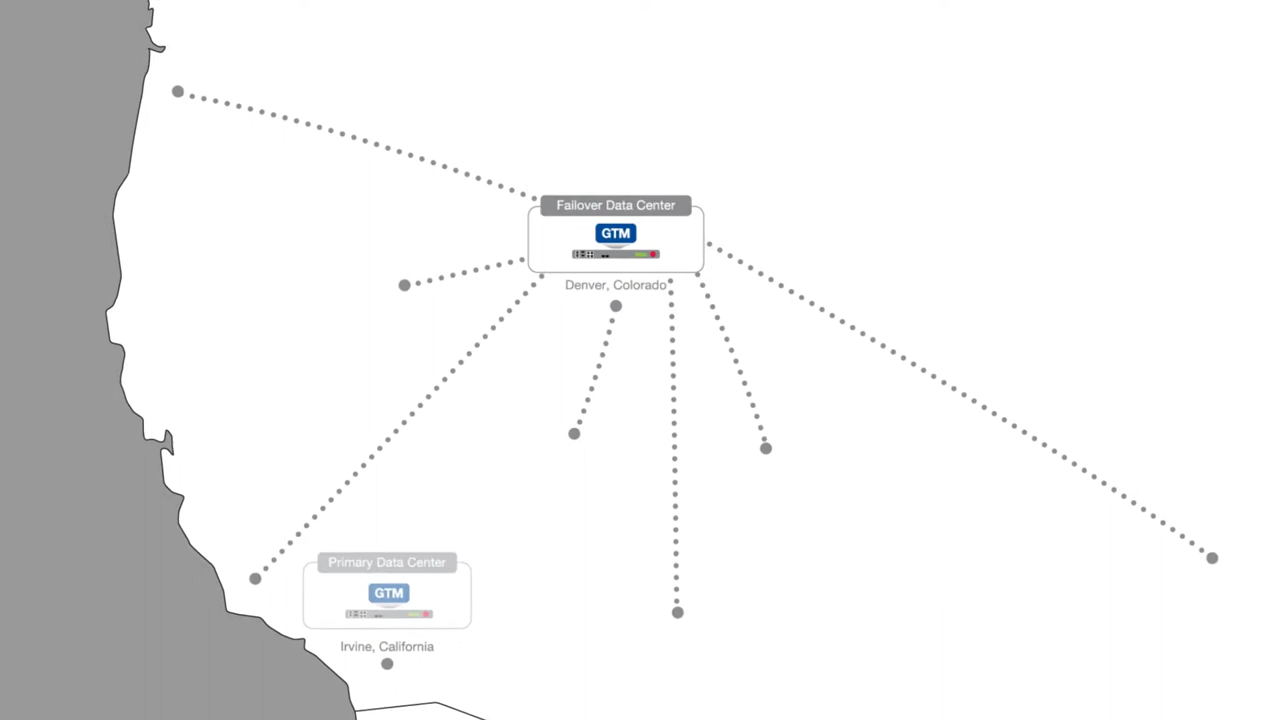 Failover Data Center
GTM
Denver, Colorado
Primary Data Center
GTM
Irvine, California